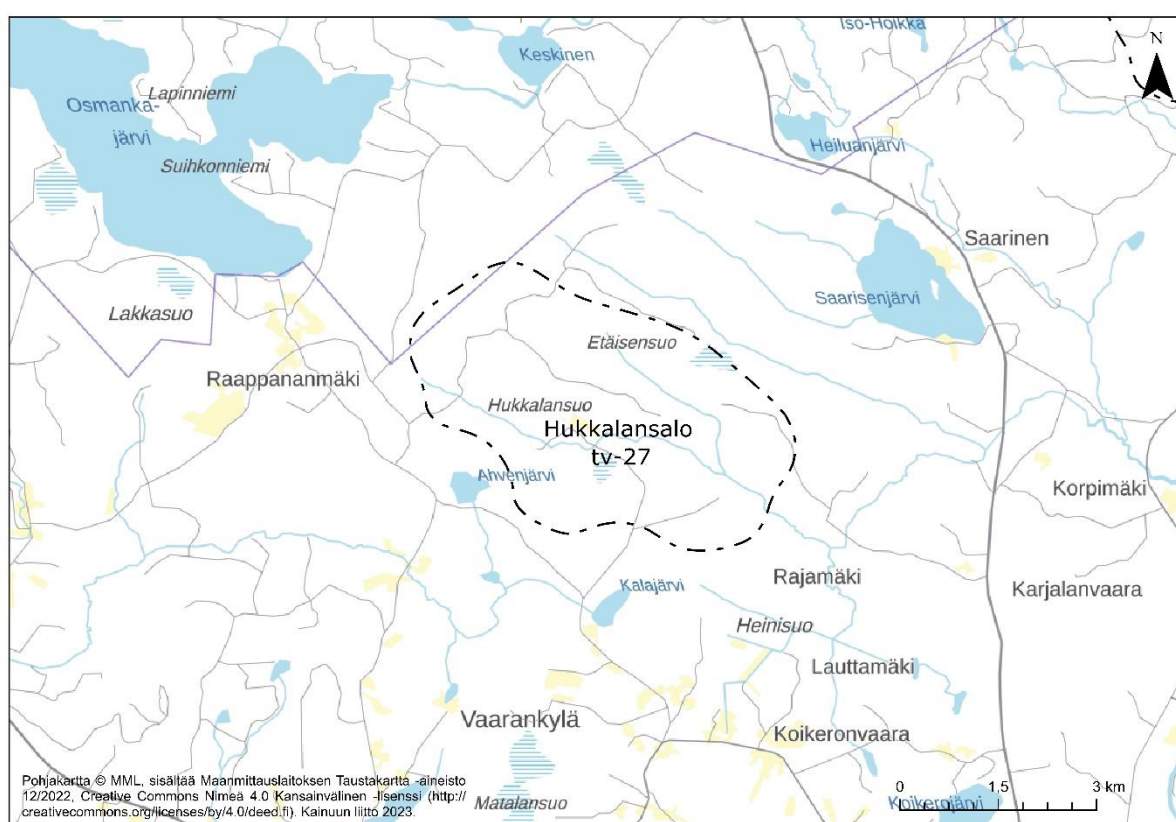 Iso-Hoikka
Keskinen
N
Lapinniemi
Osmanka-
järvi
Heiluanjärvi
Suihkonniemi
Saarinen
Saarisenjärvi
Lakkasuo
Etäisensuo
Raappananmäki
Hukkalansuo
Hukkalansalo
tv-27
Ahvenjärvi
Korpimäki
Rajamäki
Kalajärvi
Karjalanvaara
Heinisuo
Lauttamäki
Vaarankylä
Koikeronvaara
Pohjakartta © MML, sisältää Maanmittauslaitoksen Taustakartta -aineisto
12/2022, Creative Commons Nimeä 4.0 Kansainvälinen -lisenssi (http://
creativecommons.org/licenses/by/4.0/deed.fi). Kainuun liitto 2023.
0 1,5 3 km
Matalansuo
Koikerojärvi